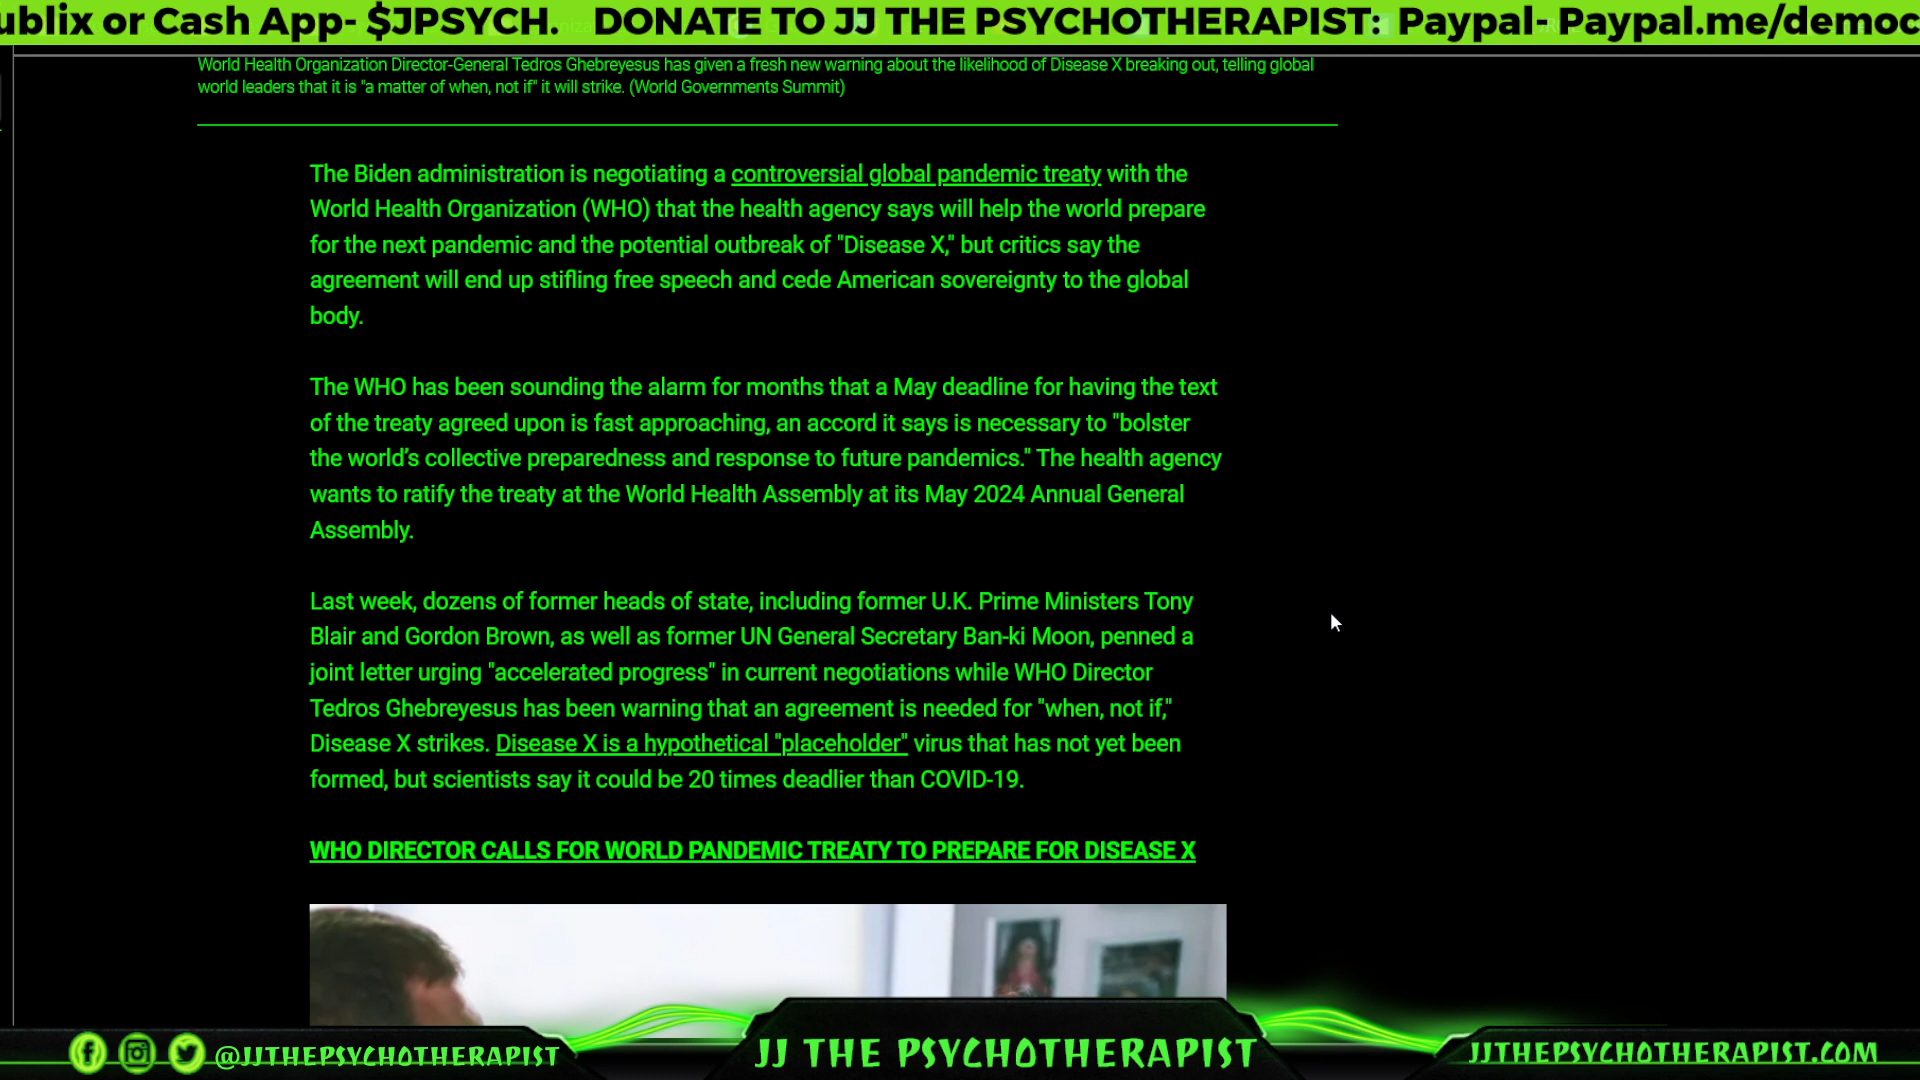 ublix or Cash App- $JPSYCH. DONATE TO JJ THE PSYCHOTHERAPIST: Paypal- Paypal.me/democ
World Health Organization Director-General Tedros Ghebreyesus has given a fresh new warning about the likelihood of Disease X breaking out, telling global
world leaders that it is "a matter of when, not if" it will strike. (World Governments Summit)
The Biden administration is negotiating a controversial global pandemic treaty with the
World Health Organization (WHO) that the health agency says will help the world prepare
for the next pandemic and the potential outbreak of "Disease X," but critics say the
agreement will end up stifling free speech and cede American sovereignty to the global
body.
The WHO has been sounding the alarm for months that a May deadline for having the text
of the treaty agreed upon is fast approaching, an accord it says is necessary to "bolster
the world’s collective preparedness and response to future pandemics." The health agency
wants to ratify the treaty at the World Health Assembly at its May 2024 Annual General
Assembly.
Last week, dozens of former heads of state, including former U.K. Prime Ministers Tony
Blair and Gordon Brown, as well as former UN General Secretary Ban-ki Moon, penned a
joint letter urging "accelerated progress" in current negotiations while WHO Director
Tedros Ghebreyesus has been warning that an agreement is needed for "when, not if,"
Disease X strikes. Disease X is a hypothetical "placeholder" virus that has not yet been
formed, but scientists say it could be 20 times deadlier than COVID-19.
WHO DIRECTOR CALLS FOR WORLD PANDEMIC TREATY TO PREPARE FOR DISEASE X
@JJTHEPSYCHOTHERAPIST
JJ THE PSYCHOTHERAPIST
JJTHEPSYCHOTHERAPIST.COM